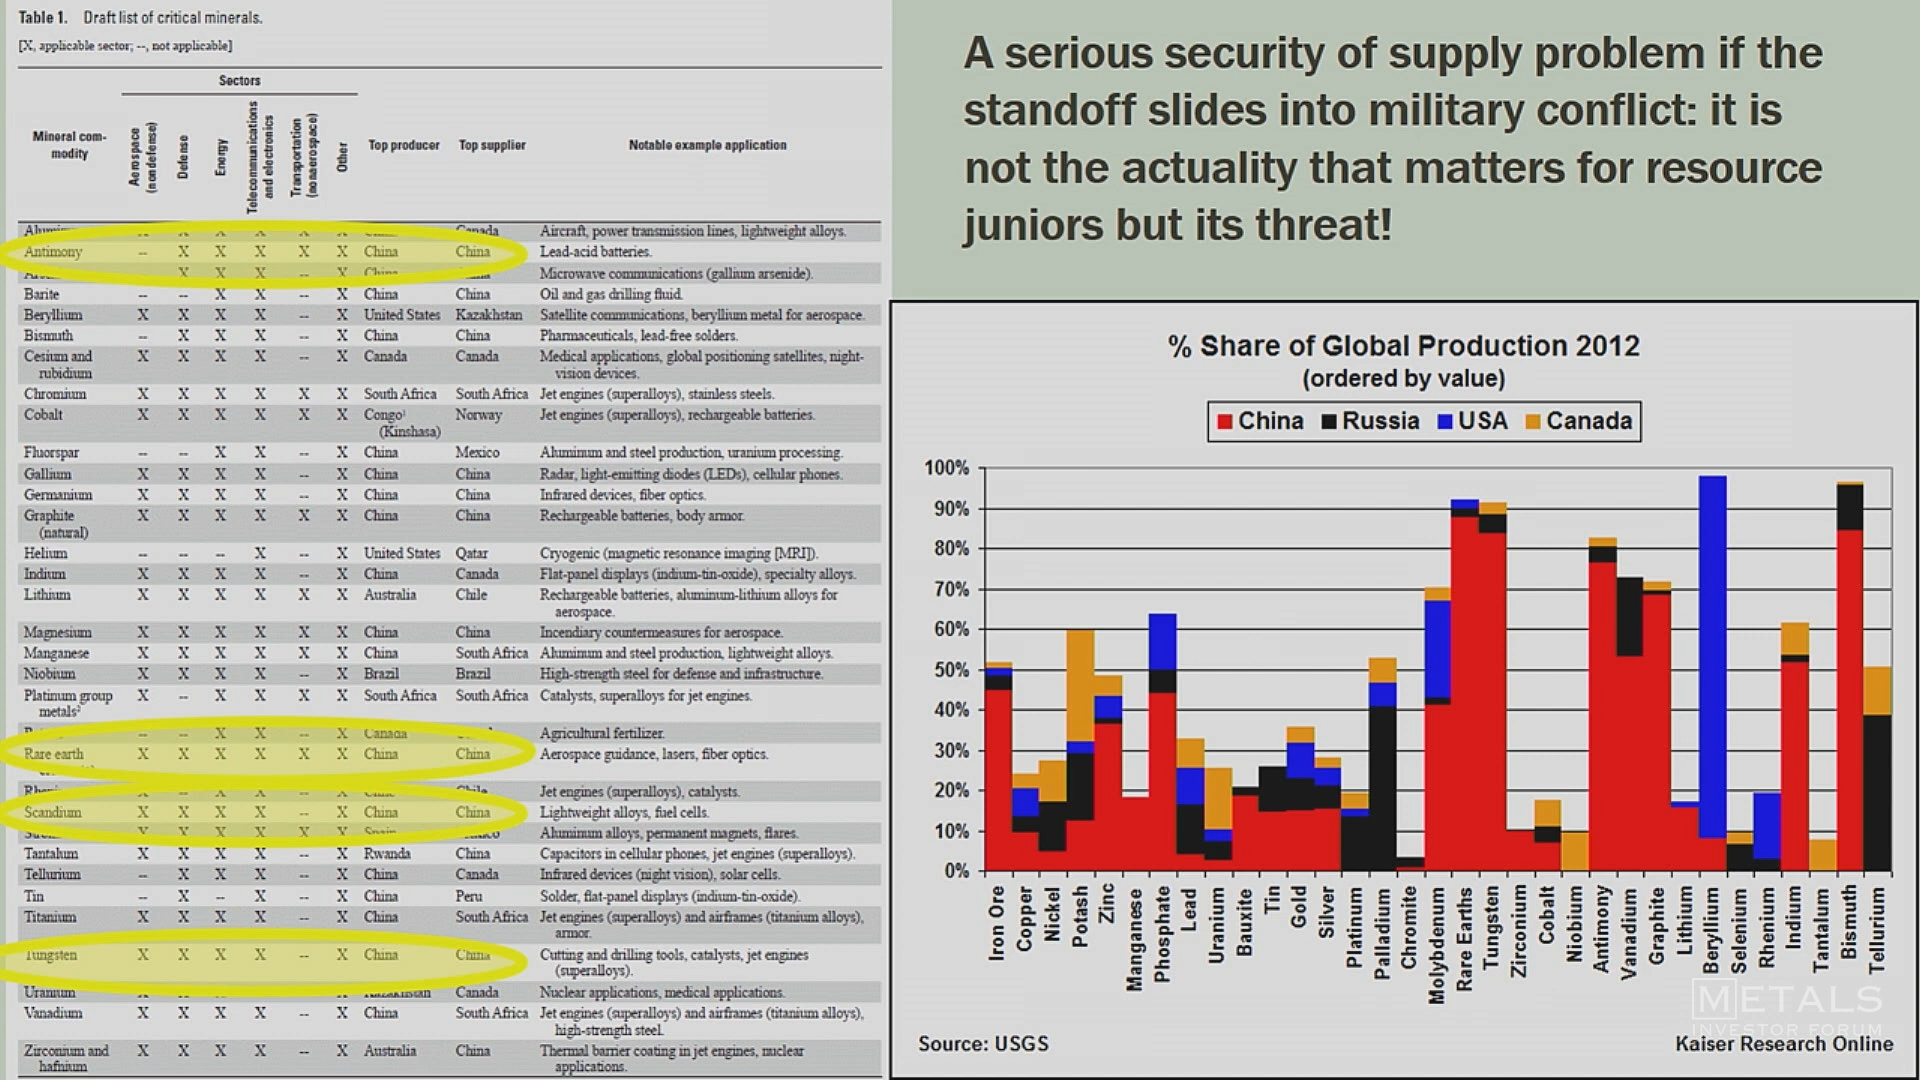 Table 1. Draft list of critical minerals.
[X, applicable sector; --, not applicable]
Sectors
Mineral com-
modity
Aerospace
(nondefense)
Defense
Energy
Telecommunications
and electronics
Transportation
(nonaerospace)
Other
Top producer
Top supplier
Notable example application
Canada Aircraft, power transmission lines, lightweight alloys.
Antimony -- X X X X X China China Lead-acid batteries.
Microwave communications (gallium arsenide).
Barite -- -- X X -- X China China Oil and gas drilling fluid.
Beryllium X X X X -- X United States Kazakhstan Satellite communications, beryllium metal for aerospace.
Bismuth -- X X X -- X China China Pharmaceuticals, lead-free solders.
Cesium and X X X X -- X Canada Canada Medical applications, global positioning satellites, night-
rubidium vision devices.
Chromium X X X X X X South Africa South Africa Jet engines (superalloys), stainless steels.
Cobalt X X X X X X Congo¹ Norway Jet engines (superalloys), rechargeable batteries.
(Kinshasa)
Fluorspar -- -- X X -- X China Mexico Aluminum and steel production, uranium processing.
Gallium X X X X -- X China China Radar, light-emitting diodes (LEDs), cellular phones.
Germanium X X X X -- X China China Infrared devices, fiber optics.
Graphite X X X X X X China China Rechargeable batteries, body armor.
(natural)
Helium -- -- -- X -- X United States Qatar Cryogenic (magnetic resonance imaging [MRI]).
Indium X X X X -- X China Canada Flat-panel displays (indium-tin-oxide), specialty alloys.
Lithium X X X X X X Australia Chile Rechargeable batteries, aluminum-lithium alloys for
aerospace.
Magnesium X X X X X X China China Incendiary countermeasures for aerospace.
Manganese X X X X X X China South Africa Aluminum and steel production, lightweight alloys.
Niobium X X X X -- X Brazil Brazil High-strength steel for defense and infrastructure.
Platinum group X -- X X X X South Africa South Africa Catalysts, superalloys for jet engines.
metals²
-- -- X X -- X Canada Agricultural fertilizer.
Rare earth X X X X X X China China Aerospace guidance, lasers, fiber optics.
Chile Jet engines (superalloys), catalysts.
Scandium X X X X -- X China China Lightweight alloys, fuel cells.
X X X X X X Spain Aluminum alloys, permanent magnets, flares.
Tantalum X X X X -- X Rwanda China Capacitors in cellular phones, jet engines (superalloys).
Tellurium -- X X X -- X China Canada Infrared devices (night vision), solar cells.
Tin -- X -- X -- X China Peru Solder, flat-panel displays (indium-tin-oxide).
Titanium X X X X -- X China South Africa Jet engines (superalloys) and airframes (titanium alloys),
armor.
Tungsten X X X X -- X China China Cutting and drilling tools, catalysts, jet engines
(superalloys).
Uranium Kazakhstan Canada Nuclear applications, medical applications.
Vanadium X X X X -- X China South Africa Jet engines (superalloys) and airframes (titanium alloys),
high-strength steel.
Zirconium and X X X X -- X Australia China Thermal barrier coating in jet engines, nuclear
hafnium applications.
A serious security of supply problem if the
standoff slides into military conflict: it is
not the actuality that matters for resource
juniors but its threat!
% Share of Global Production 2012
(ordered by value)
China Russia USA Canada
100%
90%
80%
70%
60%
50%
40%
30%
20%
10%
0%
Iron Ore
Copper
Nickel
Potash
Zinc
Manganese
Phosphate
Lead
Uranium
Bauxite
Tin
Gold
Silver
Platinum
Palladium
Chromite
Molybdenum
Rare Earths
Tungsten
Zirconium
Cobalt
Niobium
Antimony
Vanadium
Graphite
Lithium
Beryllium
Selenium
Rhenium
Indium
Tantalum
Bismuth
Tellurium
METALS
INVESTOR FORUM
Source: USGS
Kaiser Research Online